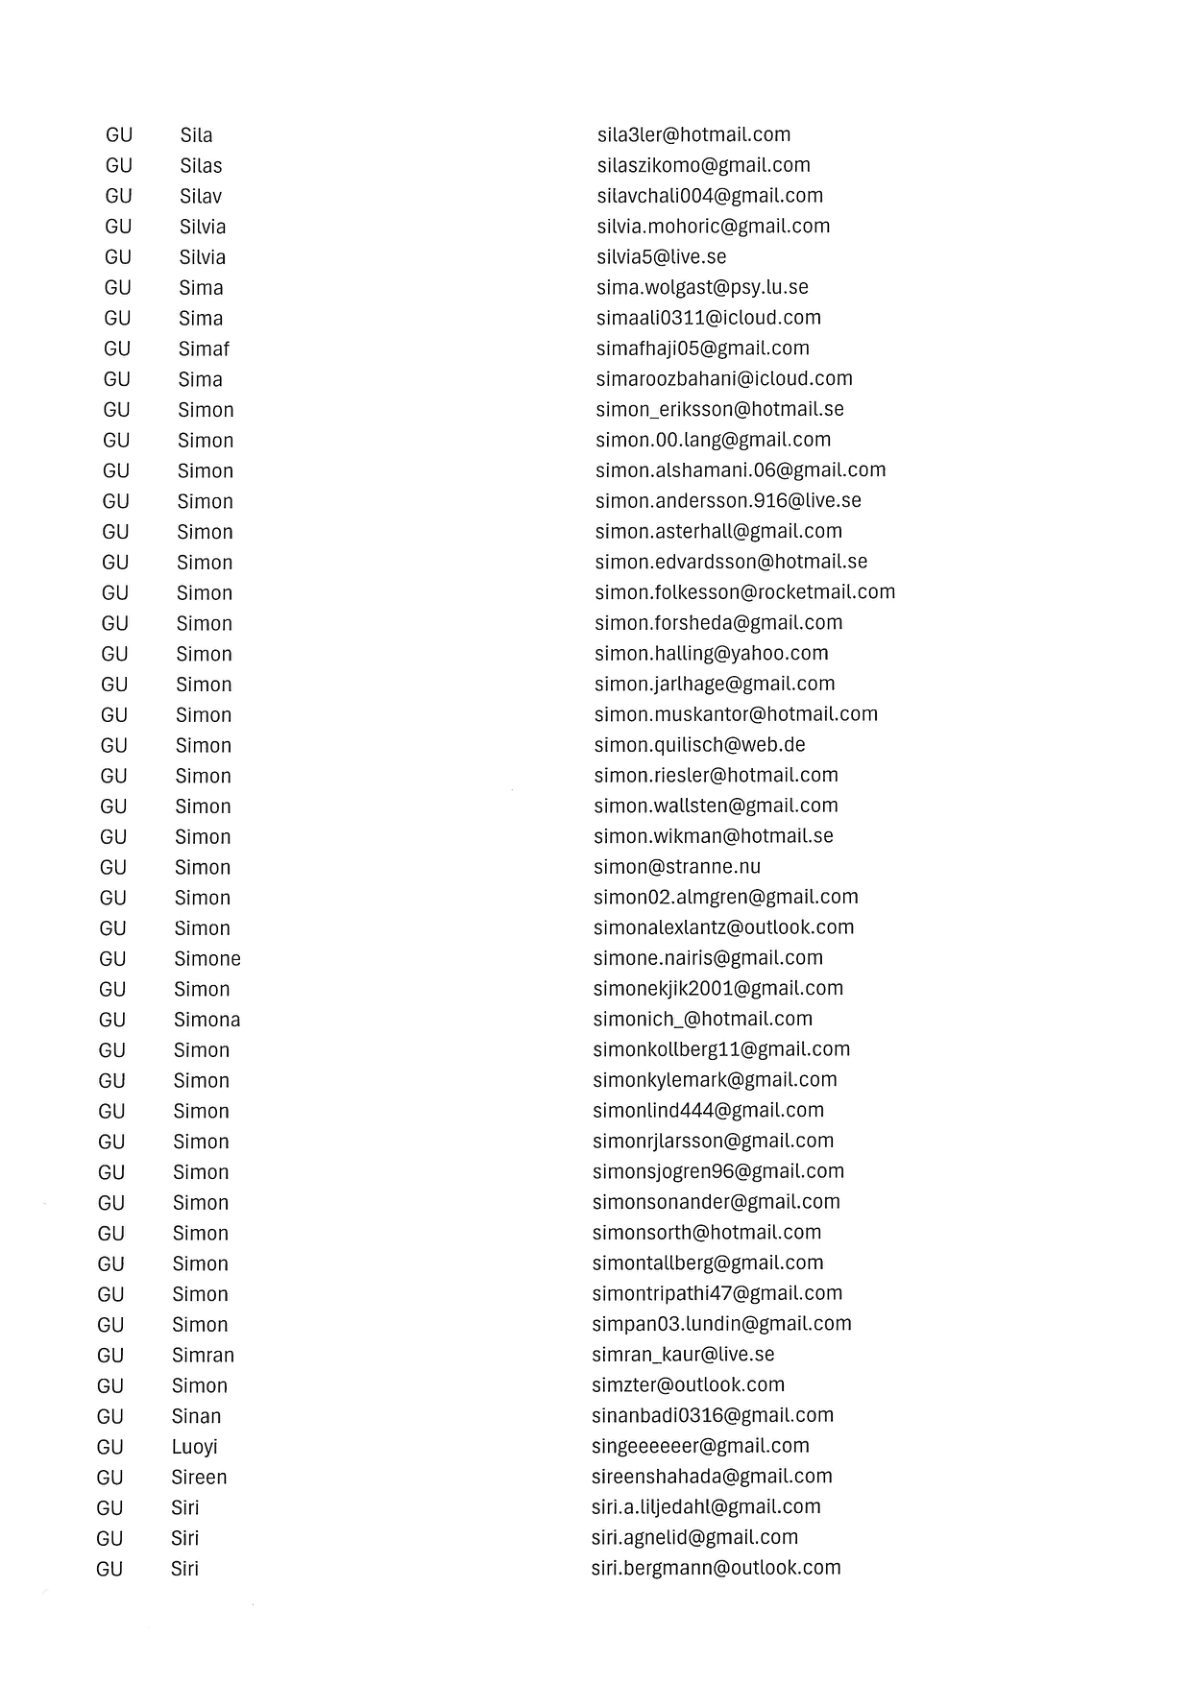 GU Sila sila3ler@hotmail.com
GU Silas silaszikomo@gmail.com
GU Silav silavchali004@gmail.com
GU Silvia silvia.mohoric@gmail.com
GU Silvia silvia5@live.se
GU Sima sima.wolgast@psy.lu.se
GU Sima simaali0311@icloud.com
GU Simaf simafhaji05@gmail.com
GU Sima simaroozbahani@icloud.com
GU Simon simon_eriksson@hotmail.se
GU Simon simon.00.lang@gmail.com
GU Simon simon.alshamani.06@gmail.com
GU Simon simon.andersson.916@live.se
GU Simon simon.asterhall@gmail.com
GU Simon simon.edvardsson@hotmail.se
GU Simon simon.folkesson@rocketmail.com
GU Simon simon.forsheda@gmail.com
GU Simon simon.halling@yahoo.com
GU Simon simon.jarlhage@gmail.com
GU Simon simon.muskantor@hotmail.com
GU Simon simon.quilisch@web.de
GU Simon simon.riesler@hotmail.com
GU Simon simon.wallsten@gmail.com
GU Simon simon.wikman@hotmail.se
GU Simon simon@stranne.nu
GU Simon simon02.almgren@gmail.com
GU Simon simonalexlantz@outlook.com
GU Simone simone.nairis@gmail.com
GU Simon simonekjik2001@gmail.com
GU Simona simonich_@hotmail.com
GU Simon simonkollberg11@gmail.com
GU Simon simonkylemark@gmail.com
GU Simon simonlind444@gmail.com
GU Simon simonrjlarsson@gmail.com
GU Simon simonsjogren96@gmail.com
GU Simon simonsonander@gmail.com
GU Simon simonsorth@hotmail.com
GU Simon simontallberg@gmail.com
GU Simon simontripathi47@gmail.com
GU Simon simpan03.lundin@gmail.com
GU Simran simran_kaur@live.se
GU Simon simzter@outlook.com
GU Sinan sinanbadi0316@gmail.com
GU Luoyi singeeeeeer@gmail.com
GU Sireen sireenshahada@gmail.com
GU Siri siri.a.liljedahl@gmail.com
GU Siri siri.agnelid@gmail.com
GU Siri siri.bergmann@outlook.com